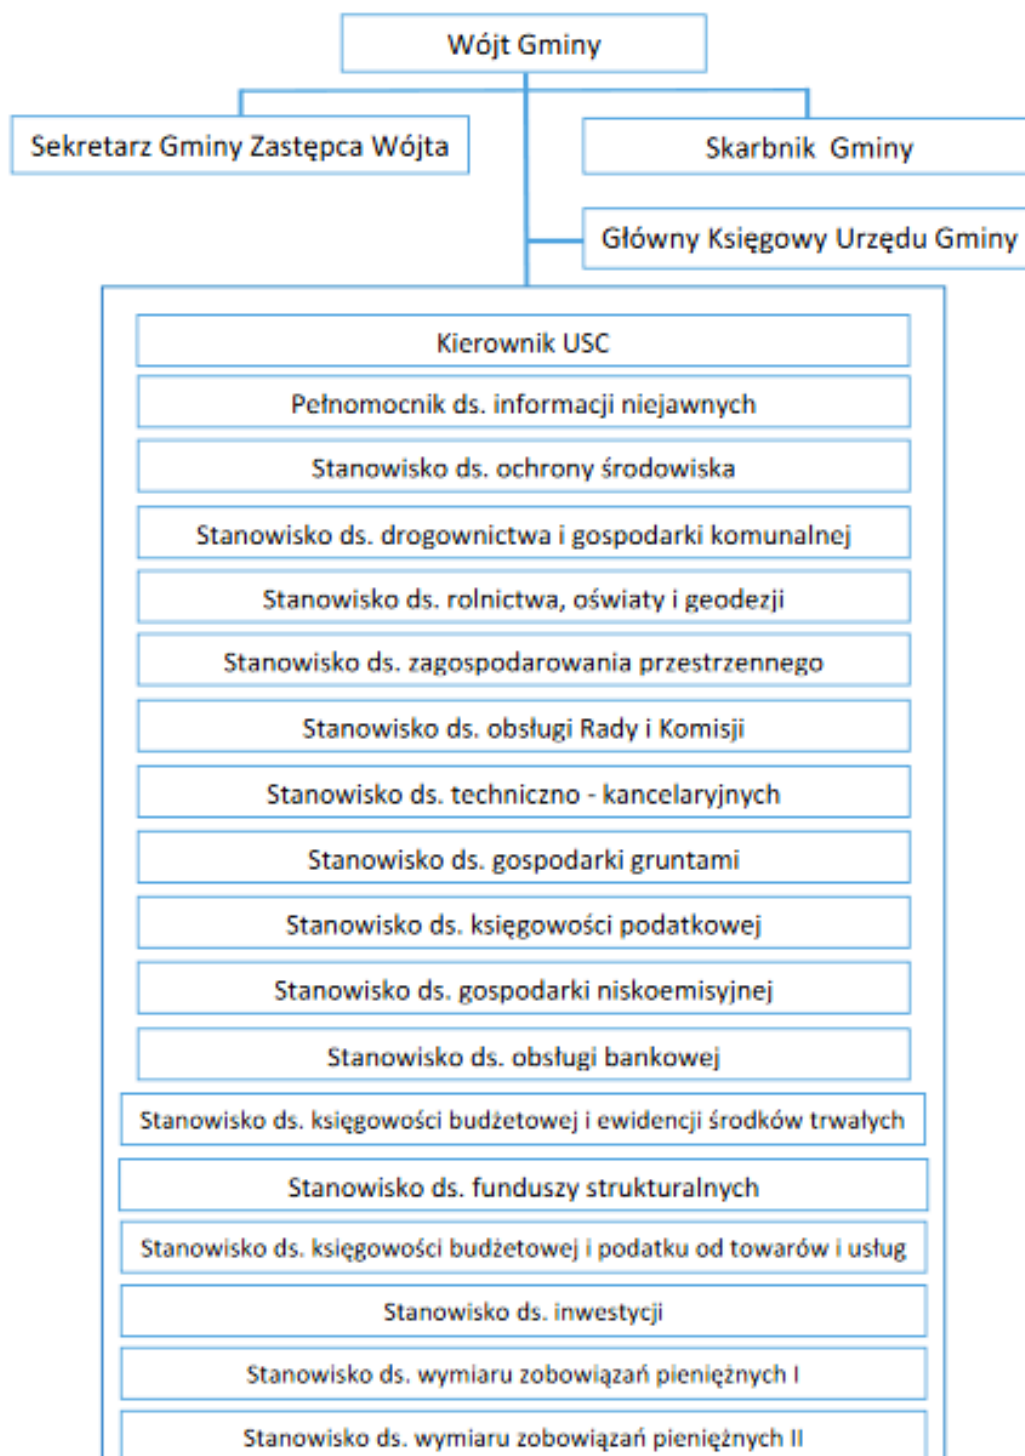 Wójt Gminy
Sekretarz Gminy Zastępca Wójta
Skarbnik Gminy
Główny Księgowy Urzędu Gminy
Kierownik USC
Pełnomocnik ds. informacji niejawnych
Stanowisko ds. ochrony środowiska
Stanowisko ds. drogownictwa i gospodarki komunalnej
Stanowisko ds. rolnictwa, oświaty i geodezji
Stanowisko ds. zagospodarowania przestrzennego
Stanowisko ds. obsługi Rady i Komisji
Stanowisko ds. techniczno - kancelaryjnych
Stanowisko ds. gospodarki gruntami
Stanowisko ds. księgowości podatkowej
Stanowisko ds. gospodarki niskoemisyjnej
Stanowisko ds. obsługi bankowej
Stanowisko ds. księgowości budżetowej i ewidencji środków trwałych
Stanowisko ds. funduszy strukturalnych
Stanowisko ds. księgowości budżetowej i podatku od towarów i usług
Stanowisko ds. inwestycji
Stanowisko ds. wymiaru zobowiązań pieniężnych I
Stanowisko ds. wymiaru zobowiązań pieniężnych II